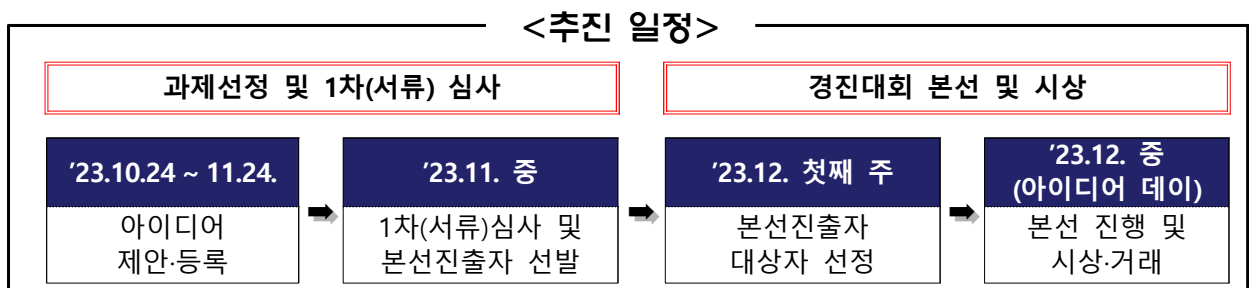 <추진 일정>
과제선정 및 1차(서류) 심사
경진대회 본선 및 시상
'23.10.24 ~ 11.24.
아이디어
제안·등록
'23.11. 중
1차(서류)심사 및
본선진출자 선발
'23.12. 첫째 주
본선진출자
대상자 선정
'23.12. 중
(아이디어 데이)
본선 진행 및
시상·거래